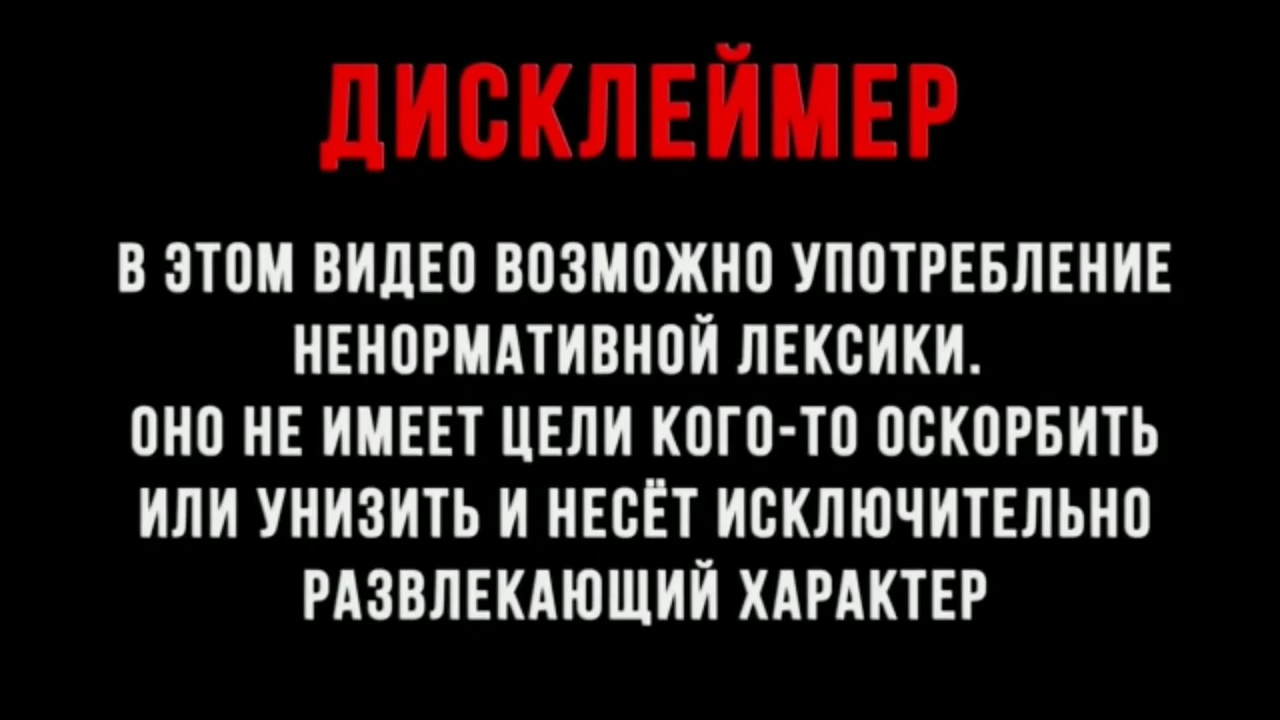 ДИСКЛЕЙМЕР
В ЭТОМ ВИДЕО ВОЗМОЖНО УПОТРЕБЛЕНИЕ
НЕНОРМАТИВНОЙ ЛЕКСИКИ.
ОНО НЕ ИМЕЕТ ЦЕЛИ КОГО-ТО ОСКОРБИТЬ
ИЛИ УНИЗИТЬ И НЕСЁТ ИСКЛЮЧИТЕЛЬНО
РАЗВЛЕКАЮЩИЙ ХАРАКТЕР